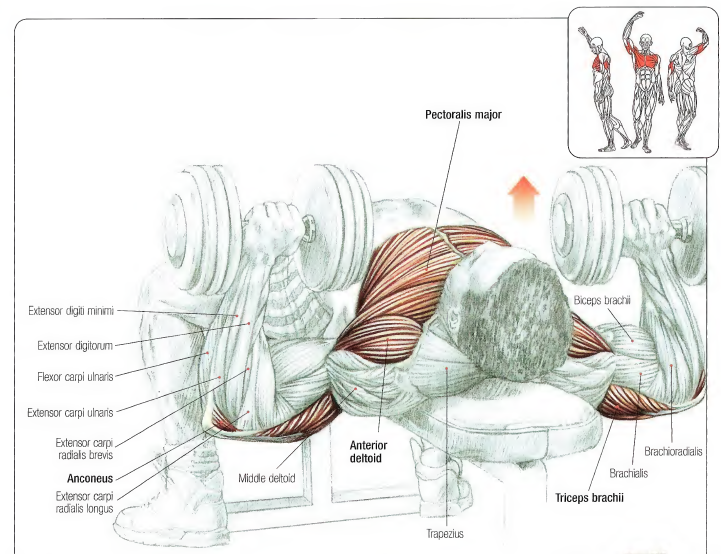 Pectoralis major
Biceps brachii
Extensor digiti minimi
Extensor digitorum
Flexor carpi ulnaris
Extensor carpi ulnaris
Extensor carpi
radialis brevis
Anconeus
Extensor carpi
radialis longus
Middle deltoid
Anterior
deltoid
Trapezius
Triceps brachii
Brachialis
Brachioradialis